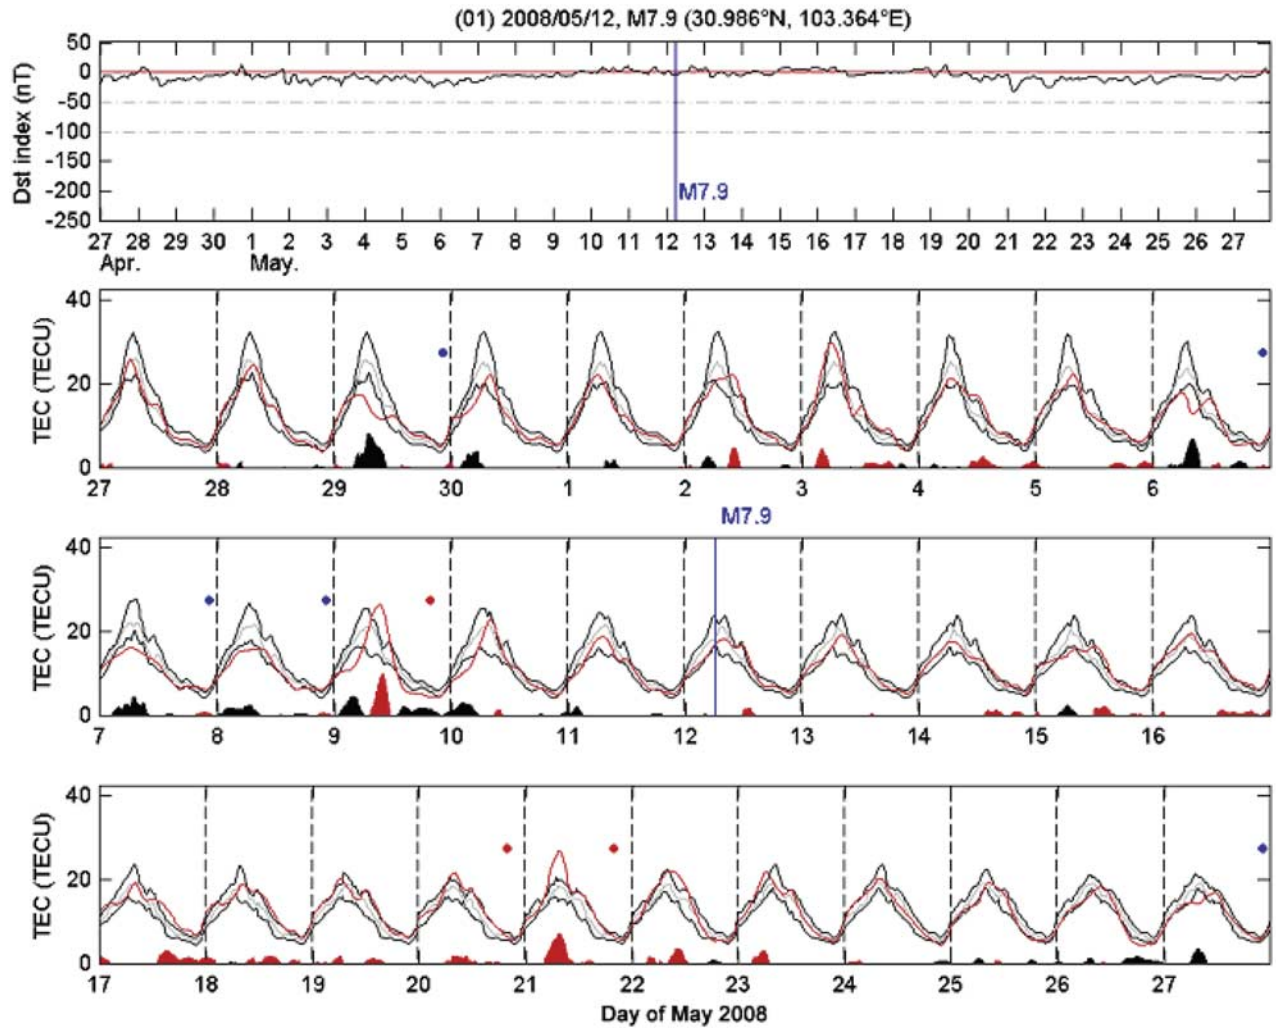 (01) 2008/05/12, M7.9 (30.986°N, 103.364°E)
50
0
-50
-100
-150
-200
-250
Dst index (nT)
M7.9
27 28 29 30 1 2 3 4 5 6 7 8 9 10 11 12 13 14 15 16 17 18 19 20 21 22 23 24 25 26 27
Apr. May.
40
20
0
TEC (TECU)
27 28 29 30 1 2 3 4 5 6
M7.9
40
20
0
TEC (TECU)
7 8 9 10 11 12 13 14 15 16
40
20
0
TEC (TECU)
17 18 19 20 21 22 23 24 25 26 27
Day of May 2008